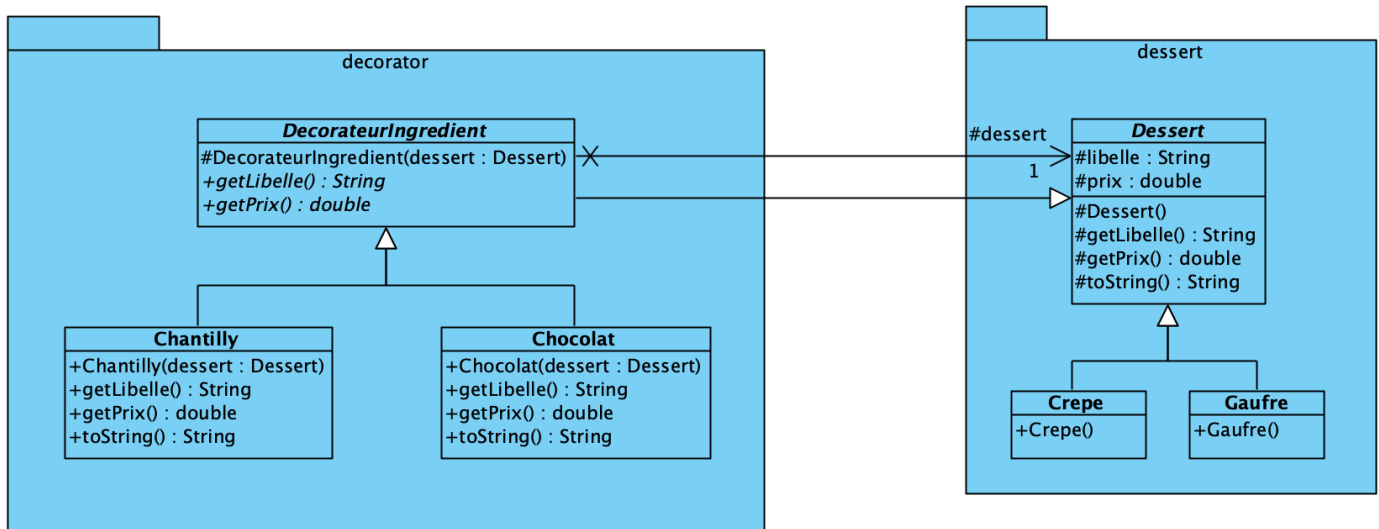 decorator
DecorateurIngredient
#DecorateurIngredient(dessert : Dessert)
+getLibelle() : String
+getPrix() : double
Chantilly
+Chantilly(dessert : Dessert)
+getLibelle() : String
+getPrix() : double
+toString() : String
Chocolat
+Chocolat(dessert : Dessert)
+getLibelle() : String
+getPrix() : double
+toString() : String
#dessert
1
dessert
Dessert
#libelle : String
#prix : double
#Dessert()
#getLibelle() : String
#getPrix() : double
#toString() : String
Crepe
+Crepe()
Gaufre
+Gaufre()